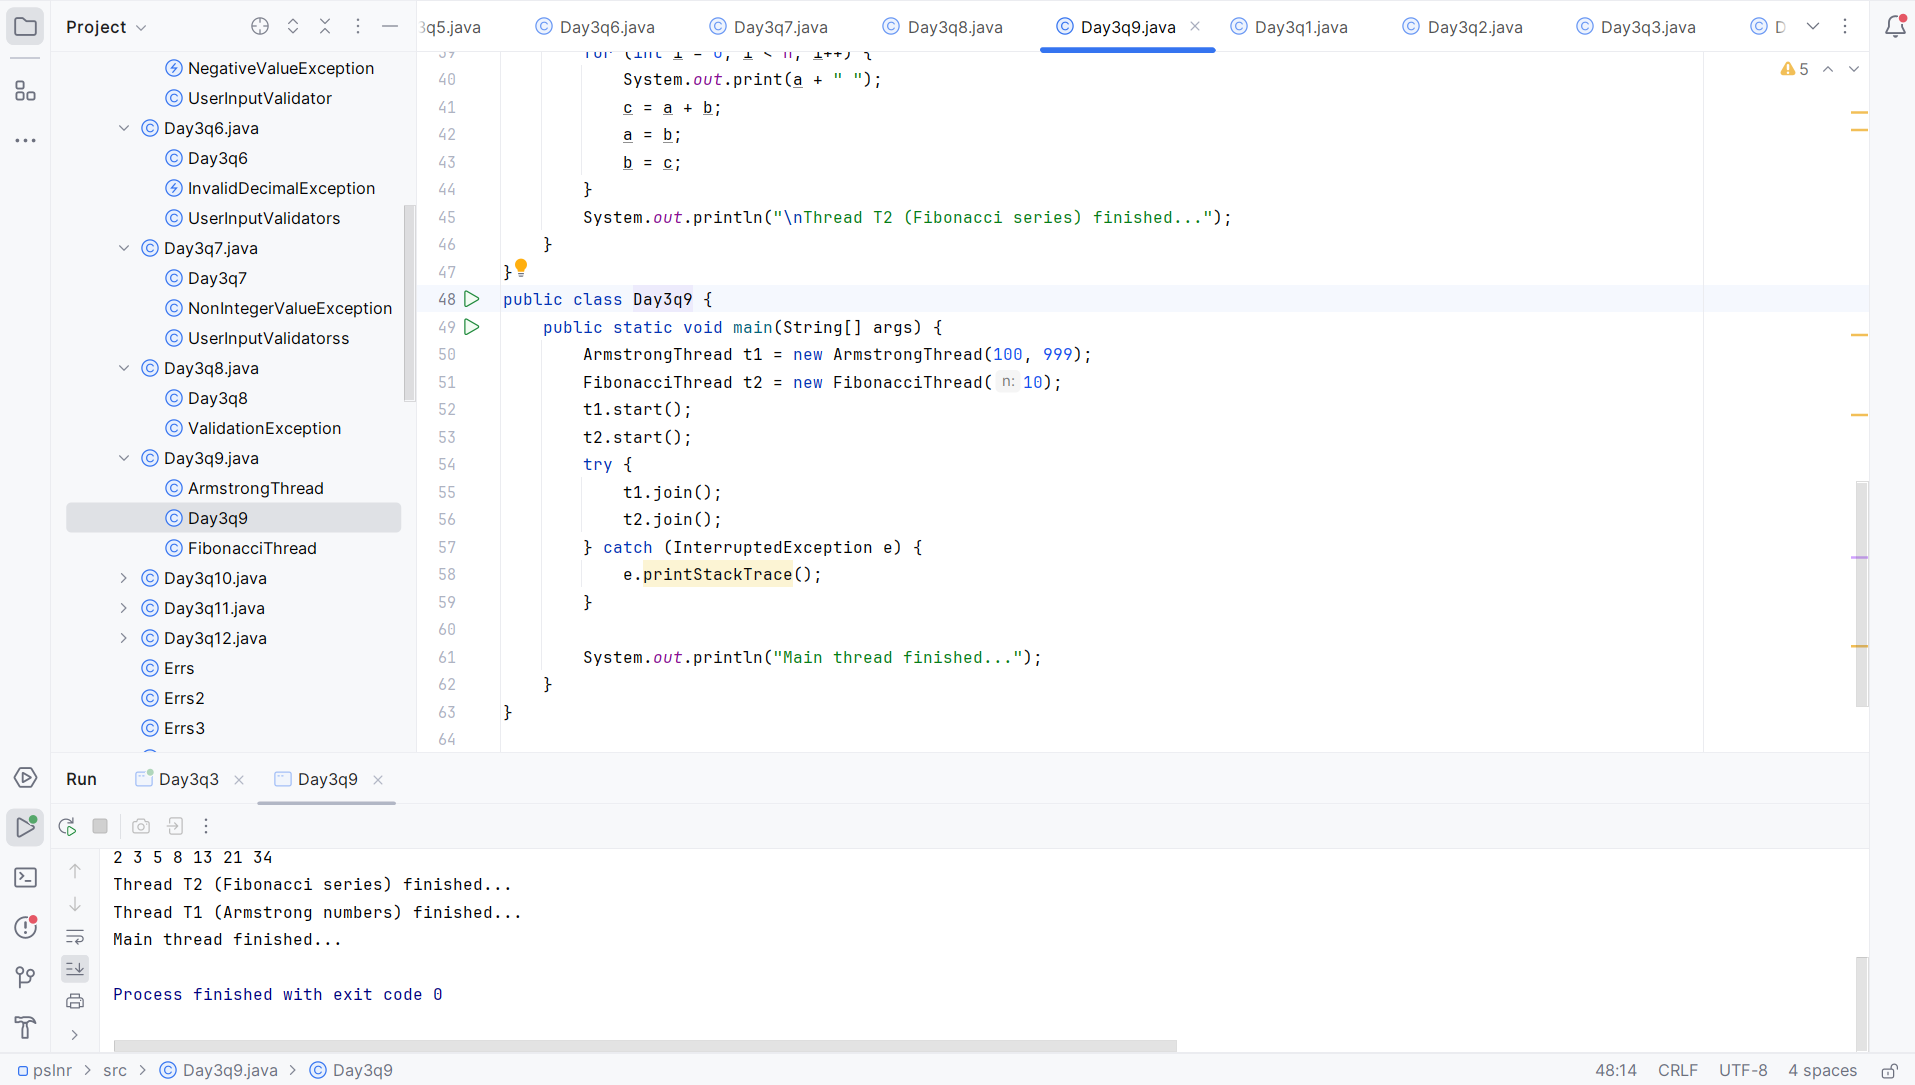 Project
3q5.java
Day3q6.java
Day3q7.java
Day3q8.java
Day3q9.java
Day3q1.java
Day3q2.java
Day3q3.java
D
NegativeValueException
UserInputValidator
Day3q6.java
Day3q6
InvalidDecimalException
UserInputValidators
Day3q7.java
Day3q7
NonIntegerValueException
UserInputValidatorss
Day3q8.java
Day3q8
ValidationException
Day3q9.java
ArmstrongThread
Day3q9
FibonacciThread
Day3q10.java
Day3q11.java
Day3q12.java
Errs
Errs2
Errs3
5
39 for (int i = 0; i < n; i++) {
40 System.out.print(a + " ");
41 c = a + b;
42 a = b;
43 b = c;
44 }
45 System.out.println("\nThread T2 (Fibonacci series) finished...");
46 }
47 }
48 public class Day3q9 {
49 public static void main(String[] args) {
50 ArmstrongThread t1 = new ArmstrongThread(100, 999);
51 FibonacciThread t2 = new FibonacciThread( n: 10);
52 t1.start();
53 t2.start();
54 try {
55 t1.join();
56 t2.join();
57 } catch (InterruptedException e) {
58 e.printStackTrace();
59 }
60
61 System.out.println("Main thread finished...");
62 }
63 }
64
Run
Day3q3
Day3q9
2 3 5 8 13 21 34
Thread T2 (Fibonacci series) finished...
Thread T1 (Armstrong numbers) finished...
Main thread finished...
Process finished with exit code 0
pslnr > src > Day3q9.java > Day3q9
48:14 CRLF UTF-8 4 spaces